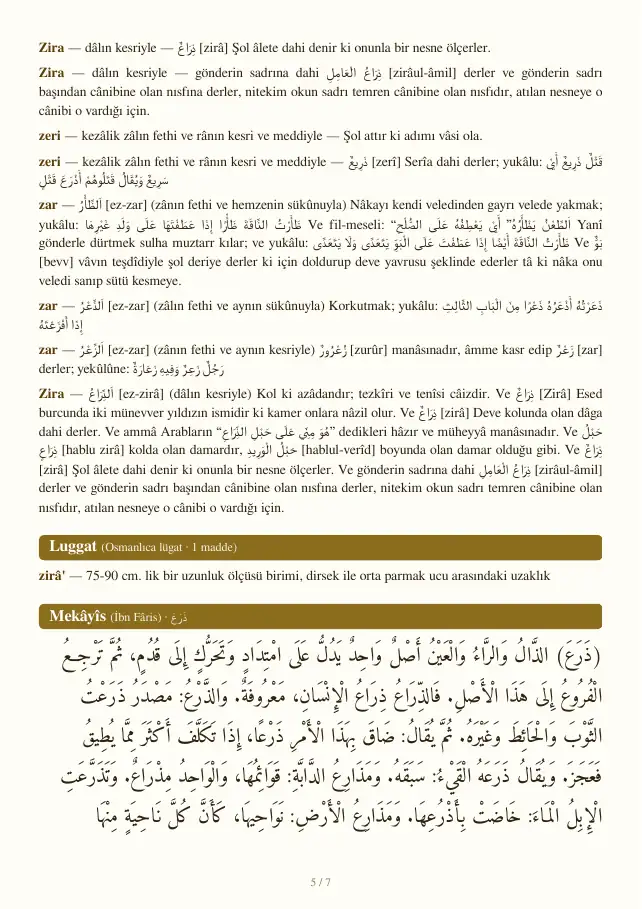 Zira — dâlın kesriyle — ذِرَاعٌ [zirâ] Şol âlete dahi denir ki onunla bir nesne ölçerler.
Zira — dâlın kesriyle — gönderin sadrına dahi ذِرَاعُ الْعَامِلِ [zirâul-âmil] derler ve gönderin sadrı
başından cânibine olan nısfına derler, nitekim okun sadrı temren cânibine olan nısfıdır, atılan nesneye o
cânibi o vardığı için.
zeri — kezâlik zâlın fethi ve rânın kesri ve meddiyle — Şol attır ki adımı vâsi ola.
zeri — kezâlik zâlın fethi ve rânın kesri ve meddiyle — ذَرِيعٌ [zerî] Serîa dahi derler; yukâlu: قَتْلٌ ذَرِيعٌ أَيْ
سَرِيعٌ وَيُقَالُ قَتَلُوهُمْ أَذْرَعَ قَتْلٍ
zar — اَلظَّأْرُ [ez-zar] (zânın fethi ve hemzenin sükûnuyla) Nâkayı kendi veledinden gayrı velede yakmak;
yukâlu: ظَأَرْتُ النَّاقَةَ ظَأْرًا إِذَا عَطَفْتَهَا عَلَى وَلَدِ غَيْرِهَا Ve fil-meseli: “اَلطَّعْنُ يَظْأَرُهُ” أَيْ يَعْطِفُهُ عَلَى الصُّلْحِ Yanî
gönderle dürtmek sulha muztarr kılar; ve yukâlu: ظَأَرْتُ النَّاقَةَ أَيْضًا إِذَا عَطَفْتَ عَلَى الْبَوِّ يَتَعَدَّى وَلَا يَتَعَدَّى Ve بَوٌّ
[bevv] vâvın teşdîdiyle şol deriye derler ki için doldurup deve yavrusu şeklinde ederler tâ ki nâka onu
veledi sanıp sütü kesmeye.
zar — اَلذَّعْرُ [ez-zar] (zâlın fethi ve aynın sükûnuyla) Korkutmak; yukâlu: ذَعَرْتُهُ أَذْعَرُهُ ذَعْرًا مِنَ الْبَابِ الثَّالِثِ
إِذَا أَفْزَعْتَهُ
zar — اَلزَّعَرُ [ez-zar] (zânın fethi ve aynın kesriyle) زُعْرُورٌ [zurûr] manâsınadır, âmme kasr edip زَعَرٌ [zar]
derler; yekûlûne: رَجُلٌ زَعِرٌ وَفِيهِ زَعَارَةٌ
Zira — اَلذِّرَاعُ [ez-zirâ] (dâlın kesriyle) Kol ki azâdandır; tezkîri ve tenîsi câizdir. Ve ذِرَاعٌ [Zirâ] Esed
burcunda iki münevver yıldızın ismidir ki kamer onlara nâzil olur. Ve ذِرَاعٌ [zirâ] Deve kolunda olan dâga
dahi derler. Ve ammâ Arabların “هُوَ مِنِّي عَلَى حَبْلِ الذِّرَاعِ” dedikleri hâzır ve müheyyâ manâsınadır. Ve حَبْلُ
ذِرَاعٍ [hablu zirâ] kolda olan damardır, حَبْلُ الْوَرِيدِ [hablul-verîd] boyunda olan damar olduğu gibi. Ve ذِرَاعٌ
[zirâ] Şol âlete dahi denir ki onunla bir nesne ölçerler. Ve gönderin sadrına dahi ذِرَاعُ الْعَامِلِ [zirâul-âmil]
derler ve gönderin sadrı başından cânibine olan nısfına derler, nitekim okun sadrı temren cânibine olan
nısfıdır, atılan nesneye o cânibi o vardığı için.
Luggat (Osmanlıca lügat · 1 madde)
zirâ' — 75-90 cm. lik bir uzunluk ölçüsü birimi, dirsek ile orta parmak ucu arasındaki uzaklık
Mekâyîs (İbn Fâris) · ذَرَعَ
(ذَرَعَ) الذَّالُ وَالرَّاءُ وَالْعَيْنُ أَصْلٌ وَاحِدٌ يَدُلُّ عَلَى امْتِدَادٍ وَتَحَرُّكٍ إِلَى قُدُمٍ، ثُمَّ تَرْجِعُ
الْفُرُوعُ إِلَى هَذَا الْأَصْلِ. فَالذِّرَاعُ ذِرَاعُ الْإِنْسَانِ، مَعْرُوفَةٌ. وَالذَّرْعُ: مَصْدَرُ ذَرَعْتُ
الثَّوْبَ وَالْحَائِطَ وَغَيْرَهُ. ثُمَّ يُقَالُ: ضَاقَ بِهَذَا الْأَمْرِ ذَرْعًا، إِذَا تَكَلَّفَ أَكْثَرَ مِمَّا يُطِيقُ
فَعَجَزَ. وَيُقَالُ ذَرَعَهُ الْقَيْءُ: سَبَقَهُ. وَمَذَارِعُ الدَّابَّةِ: قَوَائِمُهَا، وَالْوَاحِدُ مِذْرَاعٌ. وَتَذَرَّعَتِ
الْإِبِلُ الْمَاءَ: خَاضَتْ بِأَذْرُعِهَا. وَمَذَارِعُ الْأَرْضِ: نَوَاحِيهَا، كَأَنَّ كُلَّ نَاحِيَةٍ مِنْهَا
5 / 7